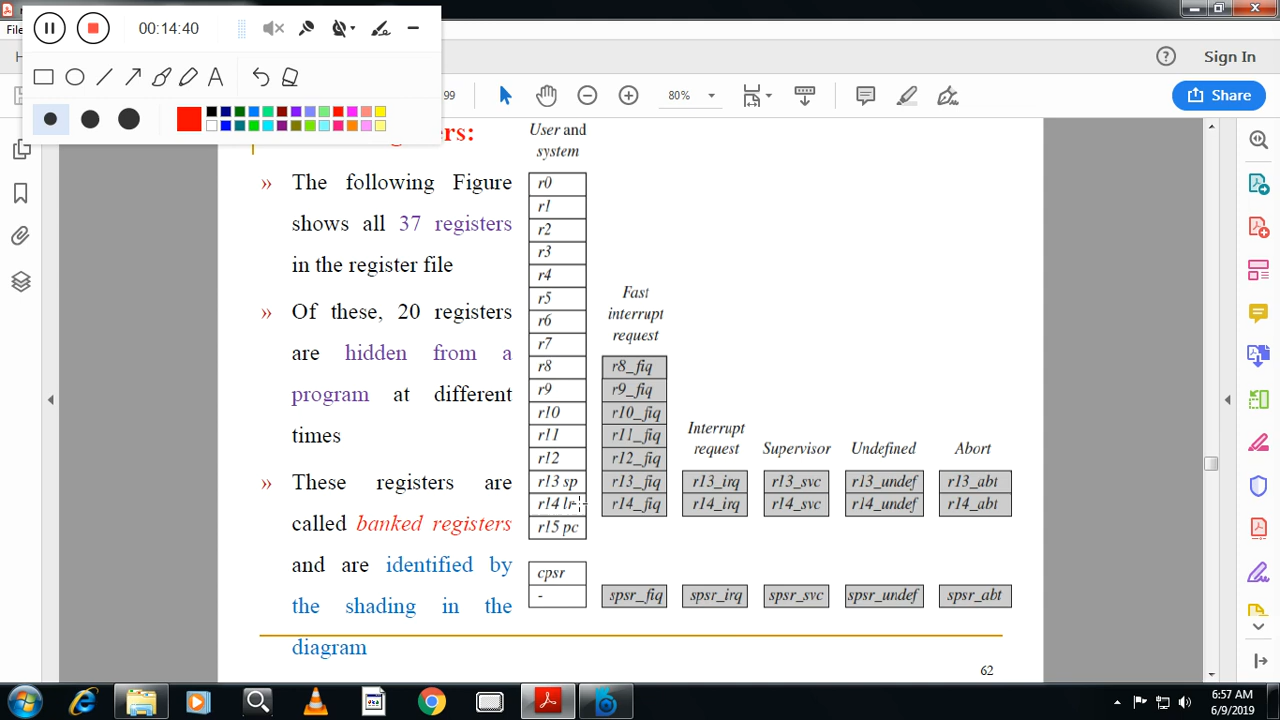 00:14:40
File
Sign In
99
80%
Share
User and
system
» The following Figure
shows all 37 registers
in the register file
» Of these, 20 registers
are hidden from a
program at different
times
» These registers are
called banked registers
and are identified by
the shading in the
diagram
r0
r1
r2
r3
r4
r5
r6
r7
r8
r9
r10
r11
r12
r13 sp
r14 lr
r15 pc
cpsr
-
Fast
interrupt
request
r8_fiq
r9_fiq
r10_fiq
r11_fiq
r12_fiq
r13_fiq
r14_fiq
spsr_fiq
Interrupt
request
r13_irq
r14_irq
spsr_irq
Supervisor
r13_svc
r14_svc
spsr_svc
Undefined
r13_undef
r14_undef
spsr_undef
Abort
r13_abt
r14_abt
spsr_abt
62
6:57 AM
6/9/2019